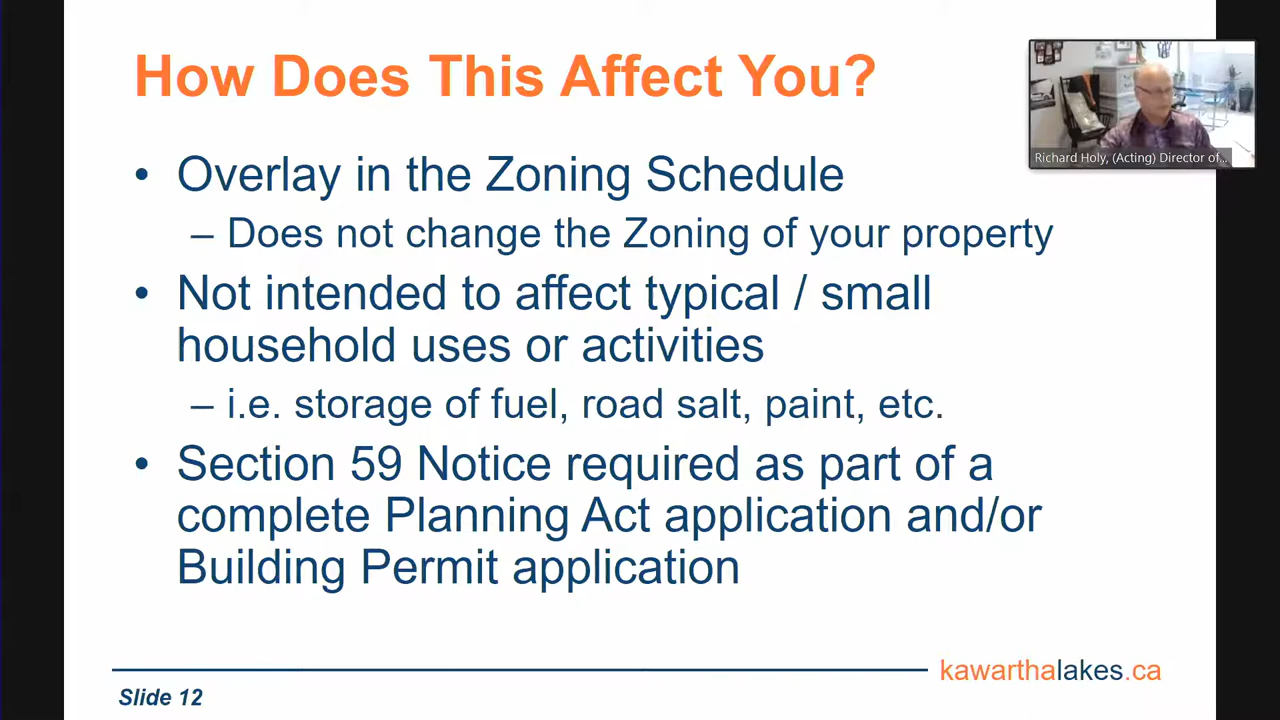 How Does This Affect You?
Richard Holy, (Acting) Director of...
• Overlay in the Zoning Schedule
– Does not change the Zoning of your property
• Not intended to affect typical / small
household uses or activities
– i.e. storage of fuel, road salt, paint, etc.
• Section 59 Notice required as part of a
complete Planning Act application and/or
Building Permit application
kawarthalakes.ca
Slide 12